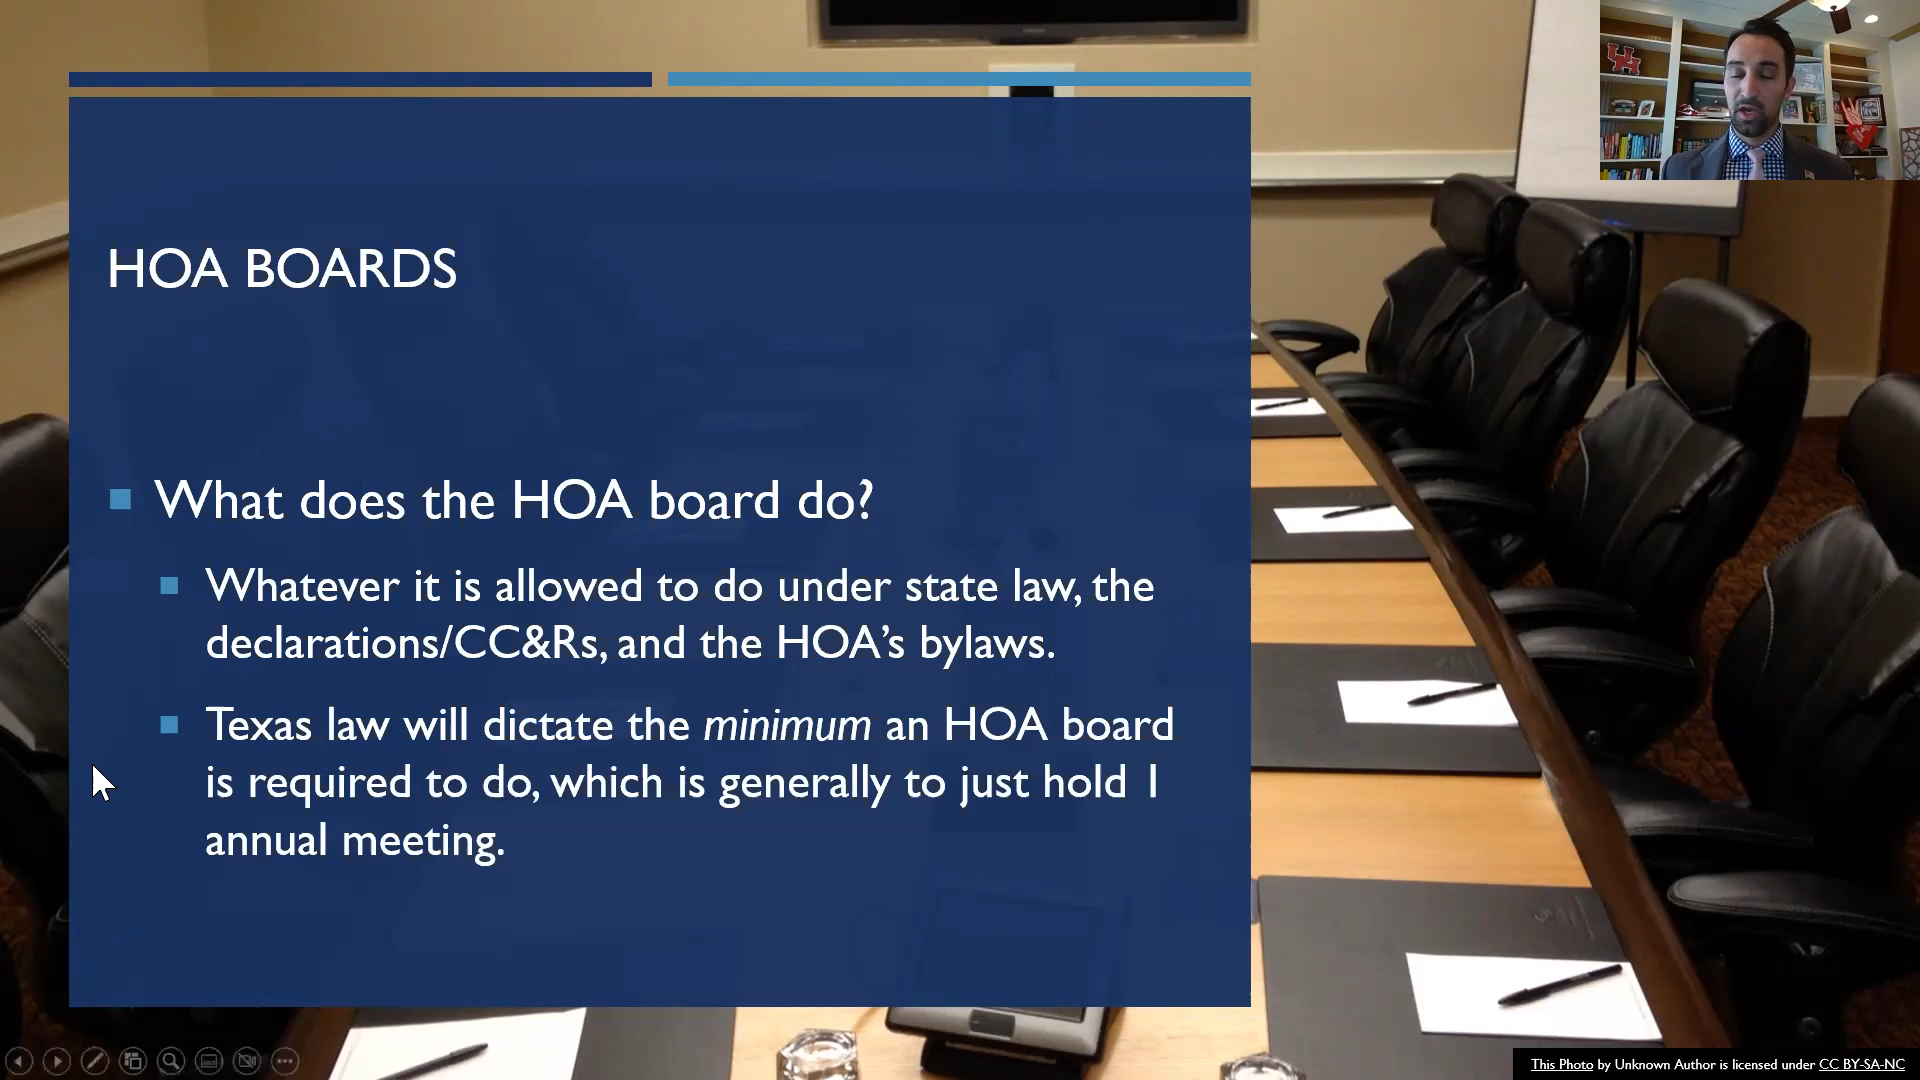 HOA BOARDS
What does the HOA board do?
Whatever it is allowed to do under state law, the
declarations/CC&Rs, and the HOA’s bylaws.
Texas law will dictate the minimum an HOA board
is required to do, which is generally to just hold 1
annual meeting.
This Photo by Unknown Author is licensed under CC BY-SA-NC